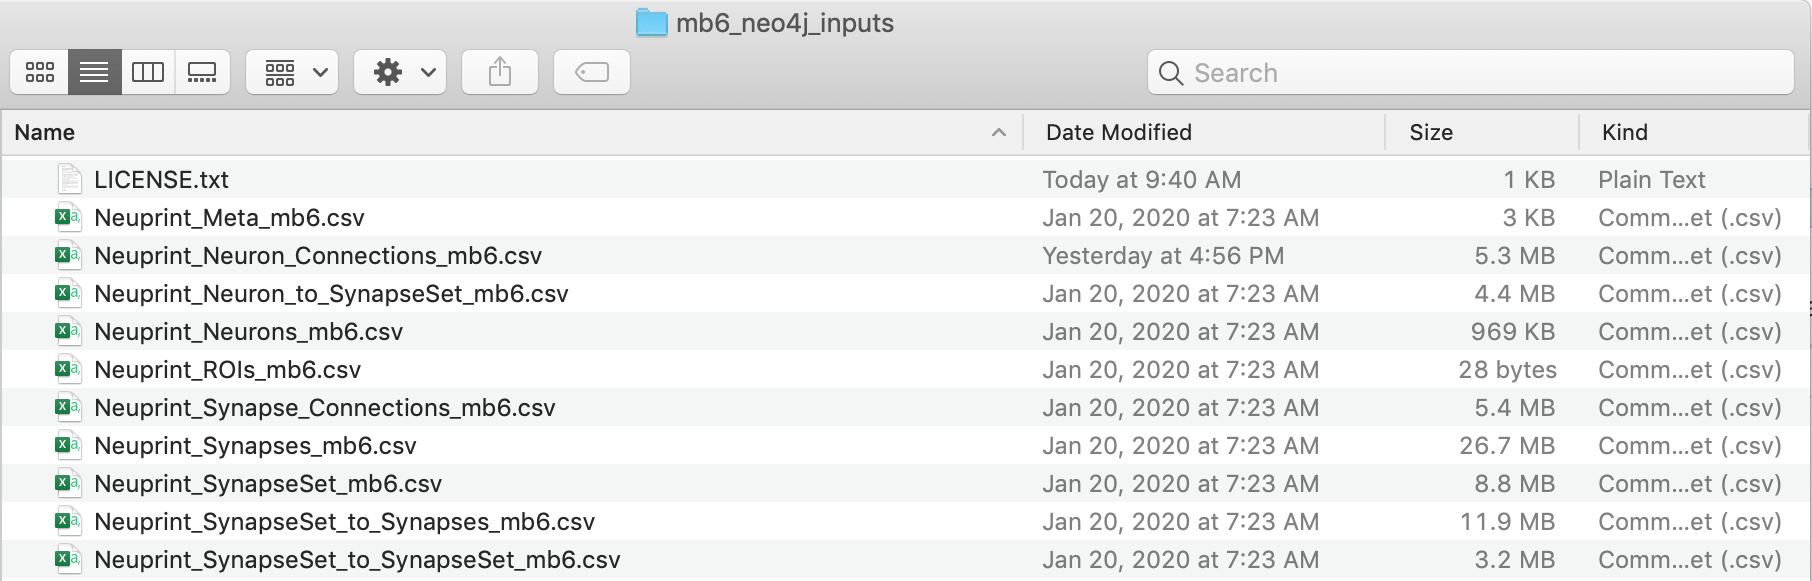 mb6_neo4j_inputs
Search
Name Date Modified Size Kind
LICENSE.txt Today at 9:40 AM 1 KB Plain Text
Neuprint_Meta_mb6.csv Jan 20, 2020 at 7:23 AM 3 KB Comm...et (.csv)
Neuprint_Neuron_Connections_mb6.csv Yesterday at 4:56 PM 5.3 MB Comm...et (.csv)
Neuprint_Neuron_to_SynapseSet_mb6.csv Jan 20, 2020 at 7:23 AM 4.4 MB Comm...et (.csv)
Neuprint_Neurons_mb6.csv Jan 20, 2020 at 7:23 AM 969 KB Comm...et (.csv)
Neuprint_ROIs_mb6.csv Jan 20, 2020 at 7:23 AM 28 bytes Comm...et (.csv)
Neuprint_Synapse_Connections_mb6.csv Jan 20, 2020 at 7:23 AM 5.4 MB Comm...et (.csv)
Neuprint_Synapses_mb6.csv Jan 20, 2020 at 7:23 AM 26.7 MB Comm...et (.csv)
Neuprint_SynapseSet_mb6.csv Jan 20, 2020 at 7:23 AM 8.8 MB Comm...et (.csv)
Neuprint_SynapseSet_to_Synapses_mb6.csv Jan 20, 2020 at 7:23 AM 11.9 MB Comm...et (.csv)
Neuprint_SynapseSet_to_SynapseSet_mb6.csv Jan 20, 2020 at 7:23 AM 3.2 MB Comm...et (.csv)